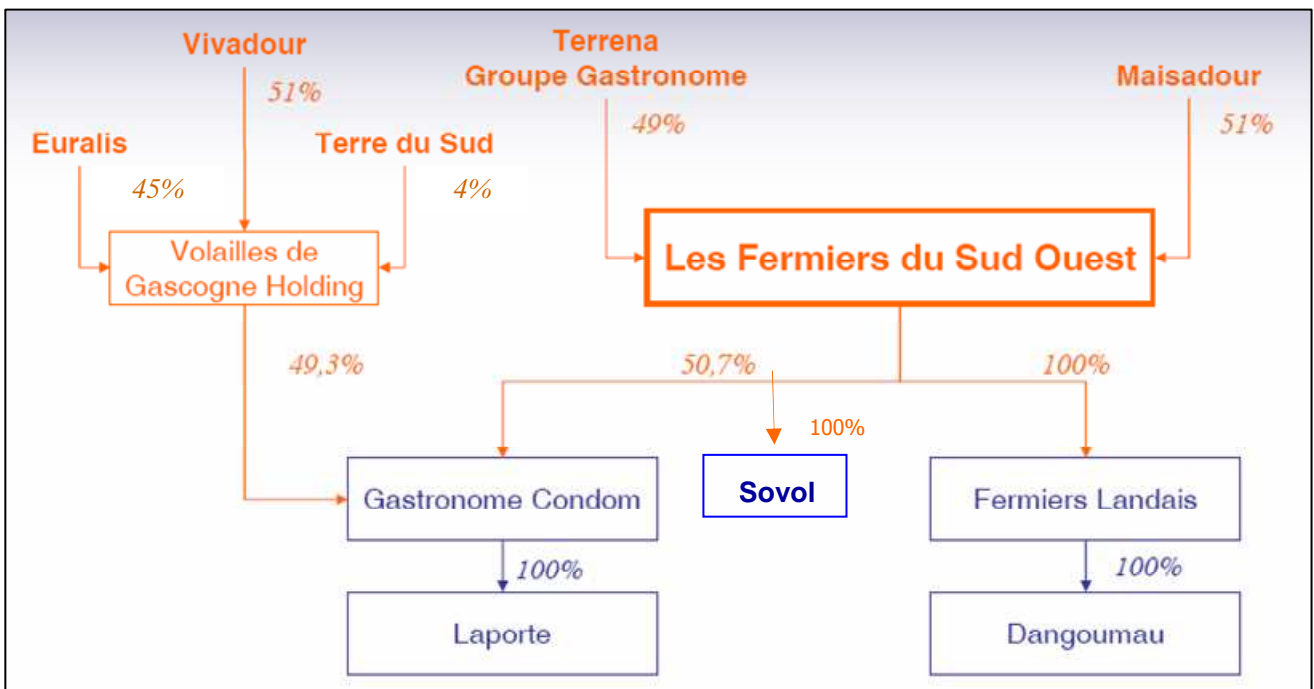 Vivadour
Terrena
Groupe Gastronome
Maisadour
51%
49%
51%
Euralis
Terre du Sud
45%
4%
Volailles de
Gascogne Holding
Les Fermiers du Sud Ouest
49,3%
50,7%
100%
100%
Gastronome Condom
Sovol
Fermiers Landais
100%
100%
Laporte
Dangoumau